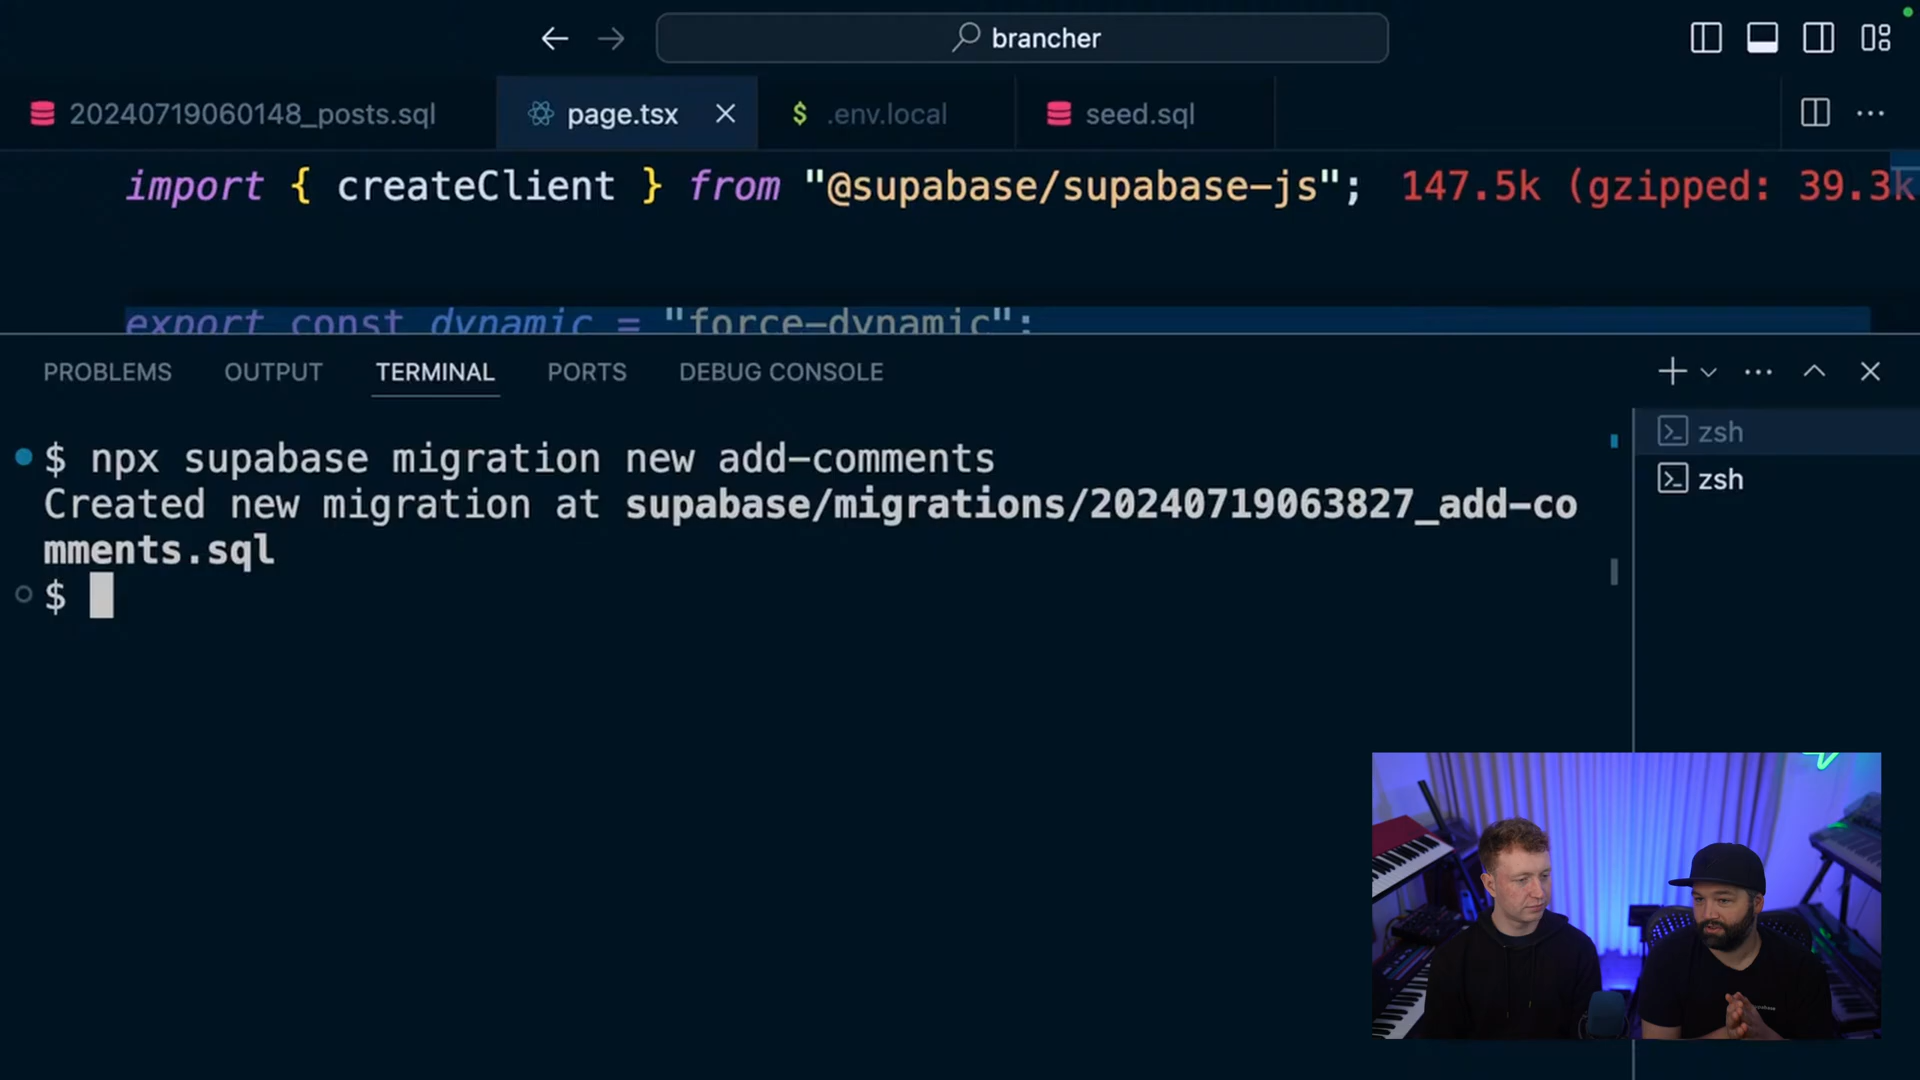 brancher
20240719060148_posts.sql
page.tsx
$ .env.local
seed.sql
import { createClient } from "@supabase/supabase-js"; 147.5k (gzipped: 39.3k
export const dynamic = "force-dynamic";
PROBLEMS OUTPUT TERMINAL PORTS DEBUG CONSOLE
$ npx supabase migration new add-comments
Created new migration at supabase/migrations/20240719063827_add-co
mments.sql
$
zsh
zsh